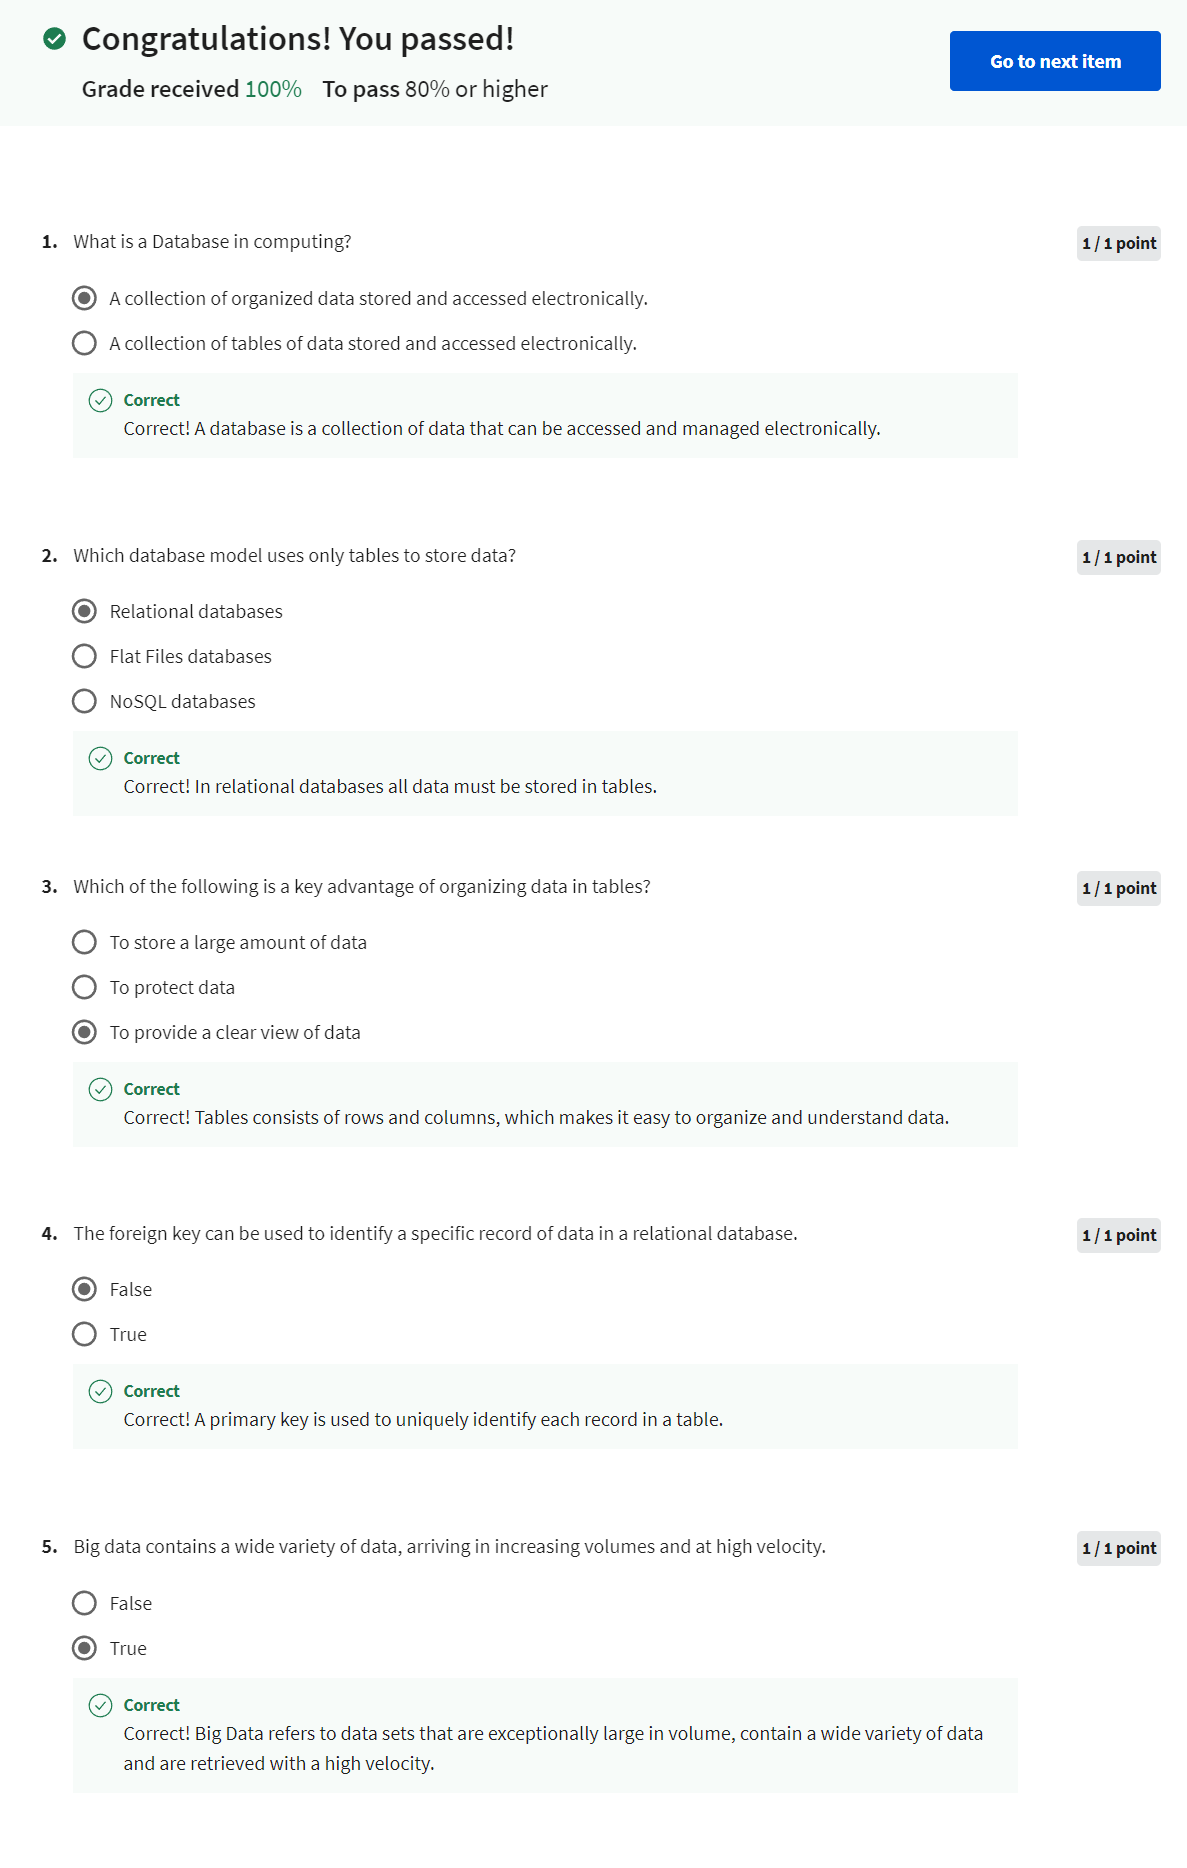 Congratulations! You passed!
Grade received 100% To pass 80% or higher
Go to next item
1. What is a Database in computing?
1 / 1 point
A collection of organized data stored and accessed electronically.
A collection of tables of data stored and accessed electronically.
Correct
Correct! A database is a collection of data that can be accessed and managed electronically.
2. Which database model uses only tables to store data?
1 / 1 point
Relational databases
Flat Files databases
NoSQL databases
Correct
Correct! In relational databases all data must be stored in tables.
3. Which of the following is a key advantage of organizing data in tables?
1 / 1 point
To store a large amount of data
To protect data
To provide a clear view of data
Correct
Correct! Tables consists of rows and columns, which makes it easy to organize and understand data.
4. The foreign key can be used to identify a specific record of data in a relational database.
1 / 1 point
False
True
Correct
Correct! A primary key is used to uniquely identify each record in a table.
5. Big data contains a wide variety of data, arriving in increasing volumes and at high velocity.
1 / 1 point
False
True
Correct
Correct! Big Data refers to data sets that are exceptionally large in volume, contain a wide variety of data
and are retrieved with a high velocity.